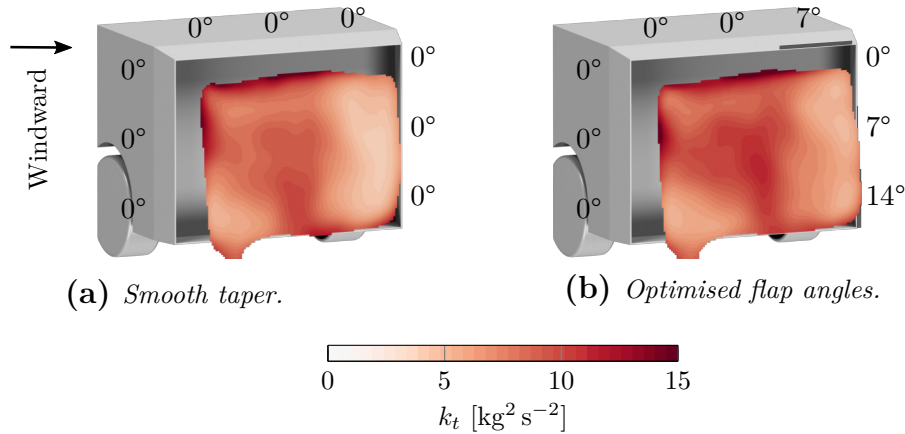 0° 0° 0°
0° 0°
0° 0°
0° 0°
Windward
0° 0° 7°
0° 0°
0° 7°
0° 14°
(a) Smooth taper.
(b) Optimised flap angles.
0 5 10 15
k_t [kg² s⁻²]